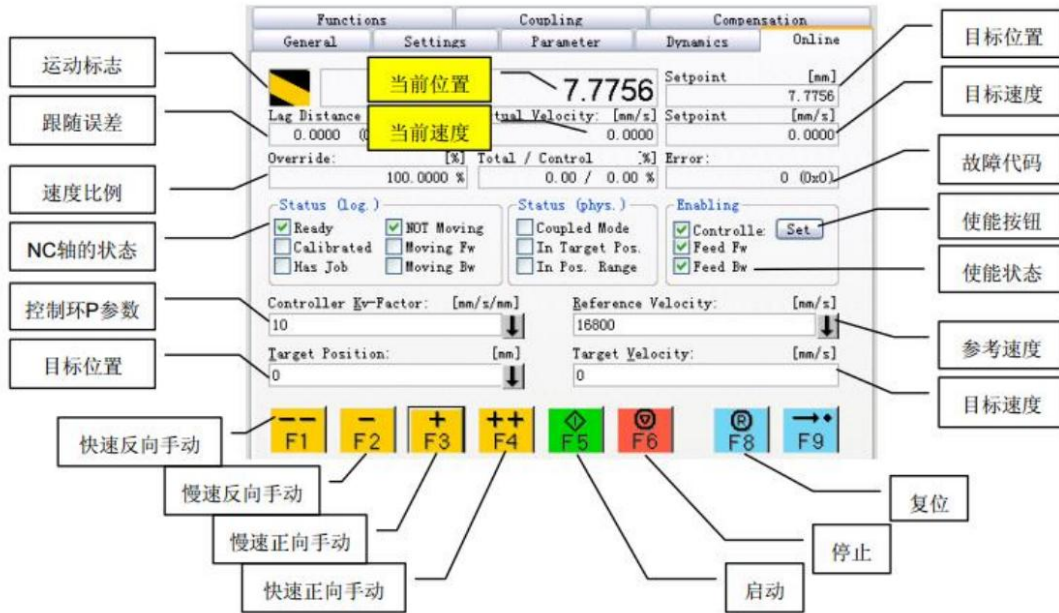 Functions Coupling Compensation
General Settings Parameter Dynamics Online
运动标志
跟随误差
速度比例
NC轴的状态
控制环P参数
目标位置
当前位置
7.7756
Setpoint [mm]
7.7756
Lag Distance
当前速度
tual Velocity: [mm/s]
Setpoint [mm/s]
0.0000 (0
0.0000
0.0000
Override: [%] Total / Control %] Error:
100.0000 % 0.00 / 0.00 % 0 (0x0)
Status (log.) Status (phys.) Enabling
Ready NOT Moving Coupled Mode Controlle: Set
Calibrated Moving Fw In Target Pos. Feed Fw
Has Job Moving Bw In Pos. Range Feed Bw
Controller Kv-Factor: [mm/s/mm] Reference Velocity: [mm/s]
10 16800
Target Position: [mm] Target Velocity: [mm/s]
0 0
-- - + ++ R
F1 F2 F3 F4 F5 F6 F8 F9
目标位置
目标速度
故障代码
使能按钮
使能状态
参考速度
目标速度
快速反向手动
慢速反向手动
慢速正向手动
快速正向手动
启动
停止
复位